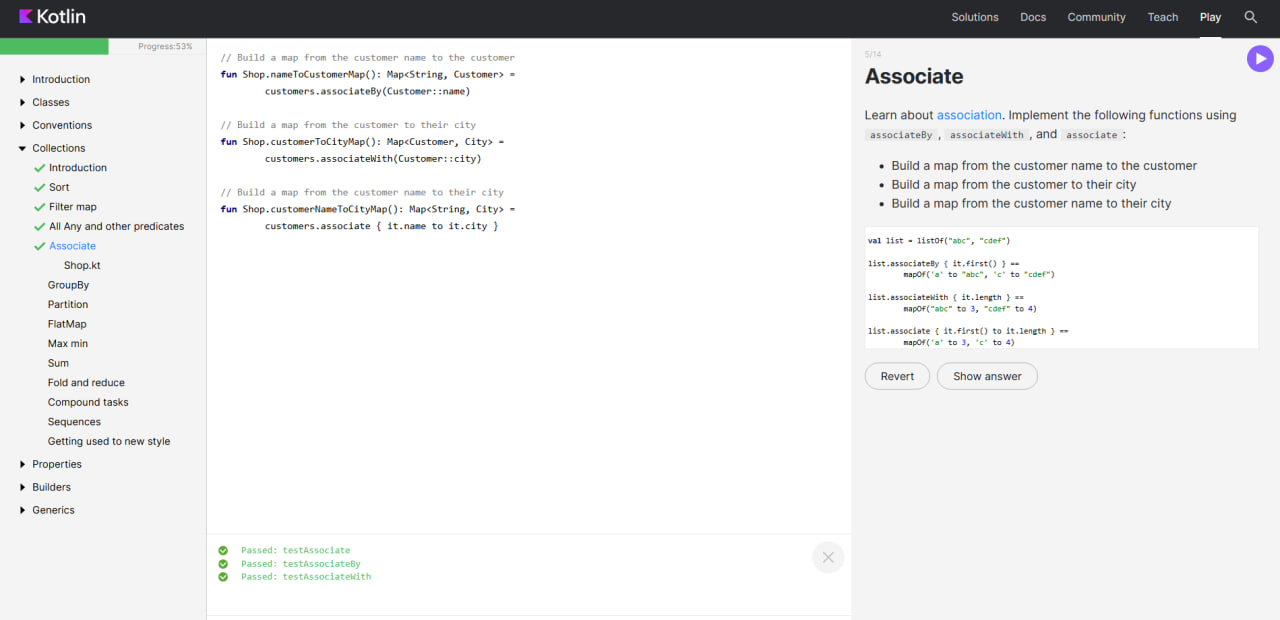 Kotlin
Solutions Docs Community Teach Play
Progress:53%
Introduction
Classes
Conventions
Collections
Introduction
Sort
Filter map
All Any and other predicates
Associate
Shop.kt
GroupBy
Partition
FlatMap
Max min
Sum
Fold and reduce
Compound tasks
Sequences
Getting used to new style
Properties
Builders
Generics
// Build a map from the customer name to the customer
fun Shop.nameToCustomerMap(): Map<String, Customer> =
customers.associateBy(Customer::name)
// Build a map from the customer to their city
fun Shop.customerToCityMap(): Map<Customer, City> =
customers.associateWith(Customer::city)
// Build a map from the customer name to their city
fun Shop.customerNameToCityMap(): Map<String, City> =
customers.associate { it.name to it.city }
Passed: testAssociate
Passed: testAssociateBy
Passed: testAssociateWith
5/14
Associate
Learn about association. Implement the following functions using
associateBy , associateWith , and associate :
• Build a map from the customer name to the customer
• Build a map from the customer to their city
• Build a map from the customer name to their city
val list = listOf("abc", "cdef")
list.associateBy { it.first() } ==
mapOf('a' to "abc", 'c' to "cdef")
list.associateWith { it.length } ==
mapOf("abc" to 3, "cdef" to 4)
list.associate { it.first() to it.length } ==
mapOf('a' to 3, 'c' to 4)
Revert Show answer